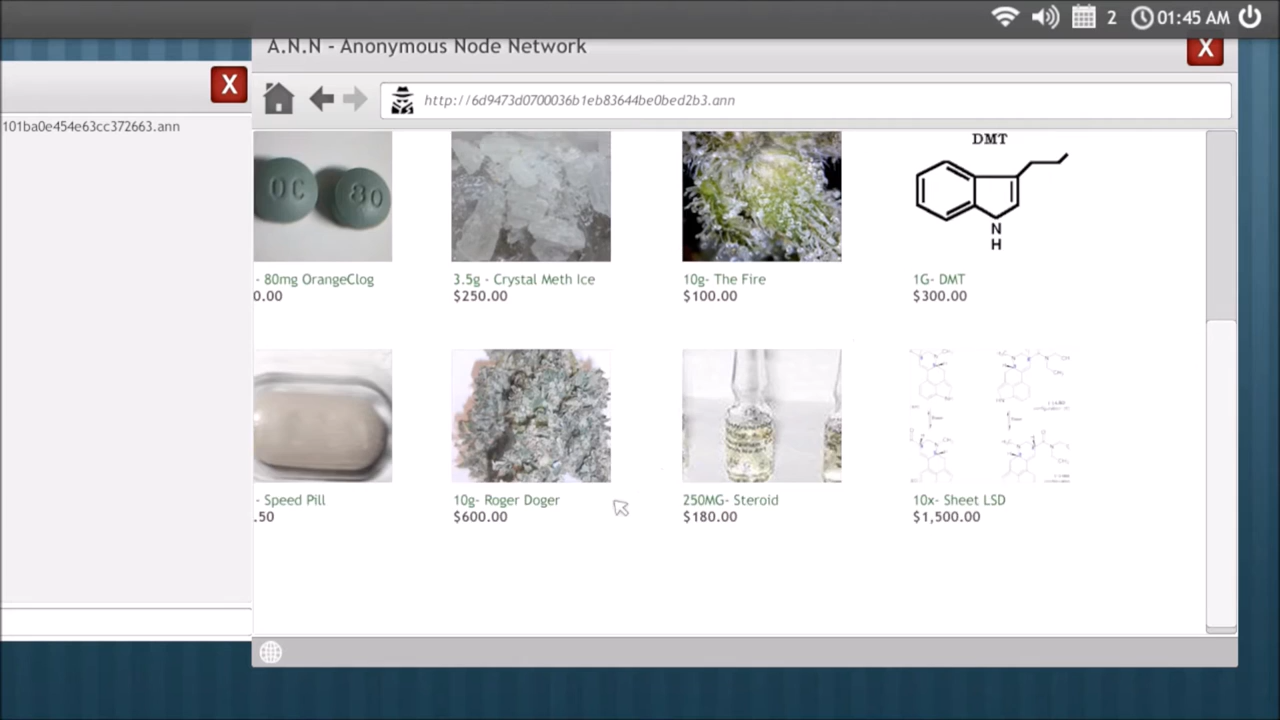 2 01:45 AM
A.N.N - Anonymous Node Network
X
X
http://6d9473d0700036b1eb83644be0bed2b3.ann
101ba0e454e63cc372663.ann
OC 80
DMT
N
H
- 80mg OrangeClog
0.00
3.5g - Crystal Meth Ice
$250.00
10g- The Fire
$100.00
1G- DMT
$300.00
- Speed Pill
.50
10g- Roger Doger
$600.00
250MG- Steroid
$180.00
10x- Sheet LSD
$1,500.00